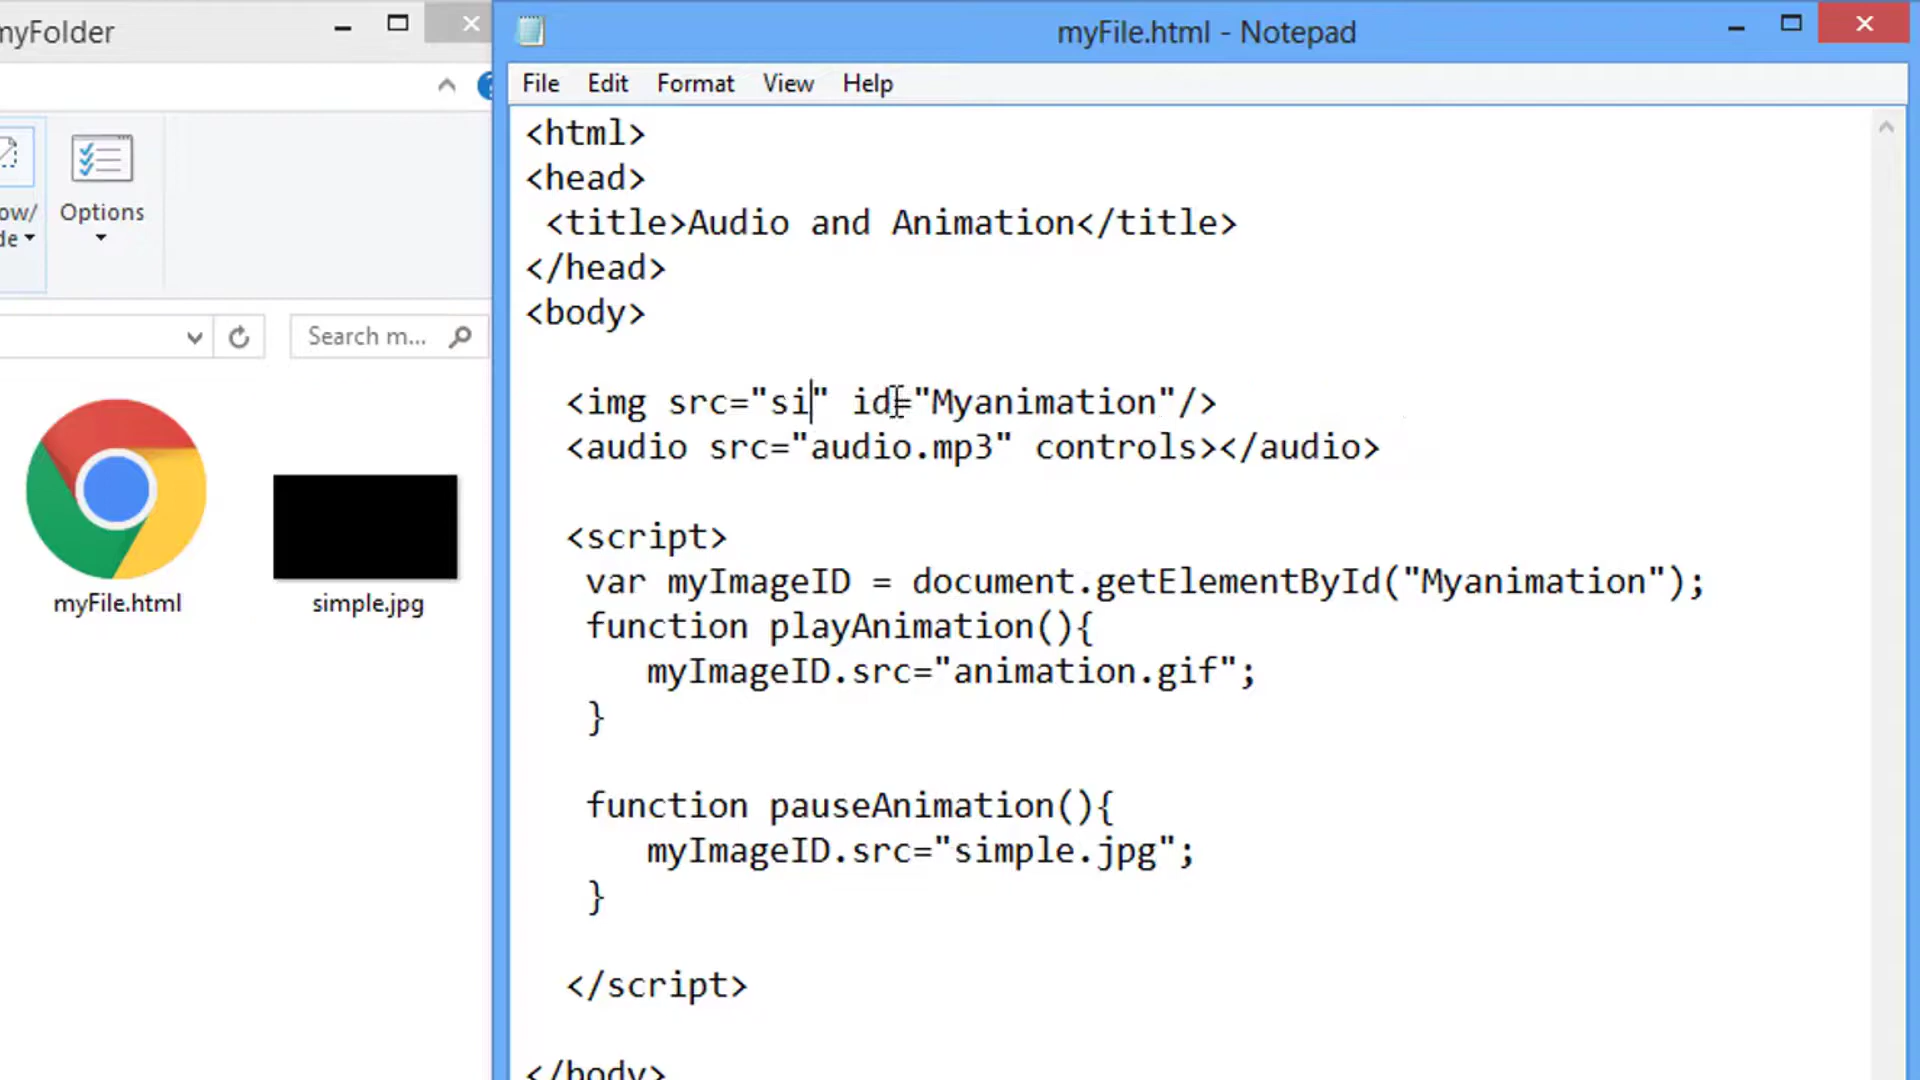 myFolder
Options
ow/
de
Search m...
myFile.html
simple.jpg
myFile.html - Notepad
File Edit Format View Help
<html>
<head>
<title>Audio and Animation</title>
</head>
<body>
<img src="si" id="Myanimation"/>
<audio src="audio.mp3" controls></audio>
<script>
var myImageID = document.getElementById("Myanimation");
function playAnimation(){
myImageID.src="animation.gif";
}
function pauseAnimation(){
myImageID.src="simple.jpg";
}
</script>
</body>